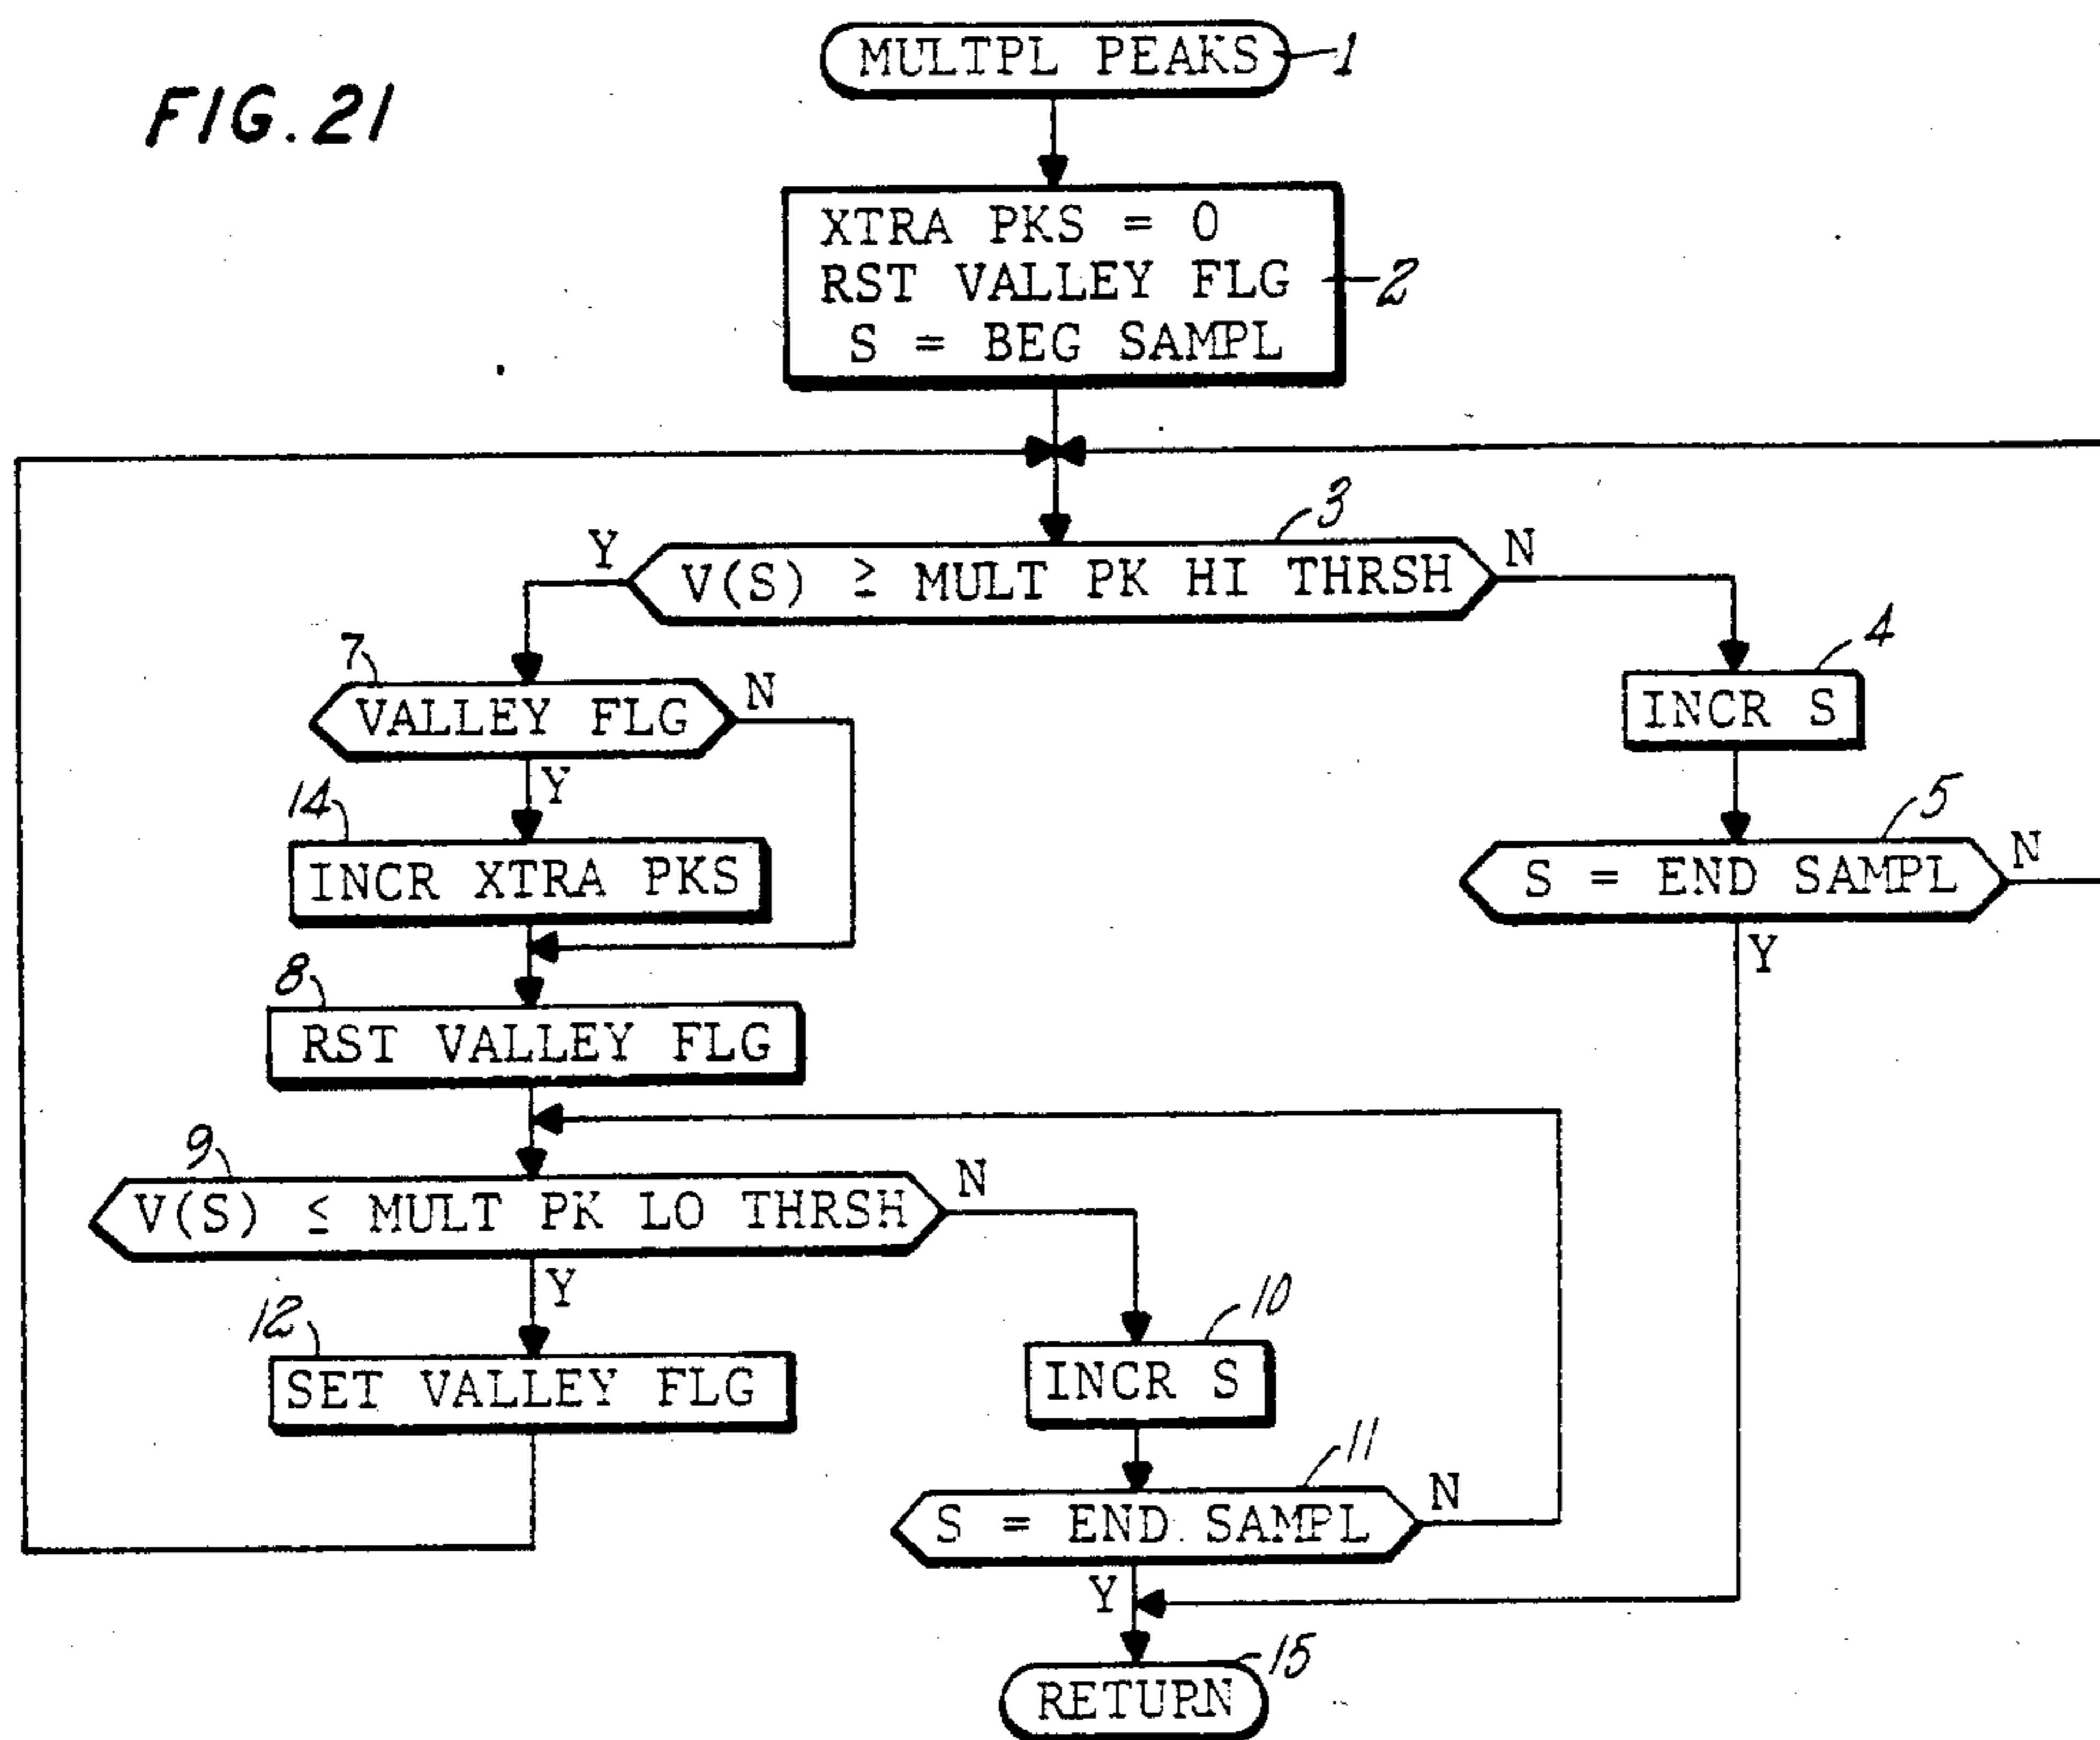 FIG. 21
MULTPL PEAKS
1
XTRA PKS = 0
RST VALLEY FLG
S = BEG SAMPL
2
3
Y
V(S) ≥ MULT PK HI THRSH
N
4
INCR S
7
VALLEY FLG
N
Y
14
INCR XTRA PKS
5
S = END SAMPL
N
Y
8
RST VALLEY FLG
9
V(S) ≤ MULT PK LO THRSH
N
Y
12
SET VALLEY FLG
10
INCR S
11
S = END SAMPL
N
Y
15
RETURN